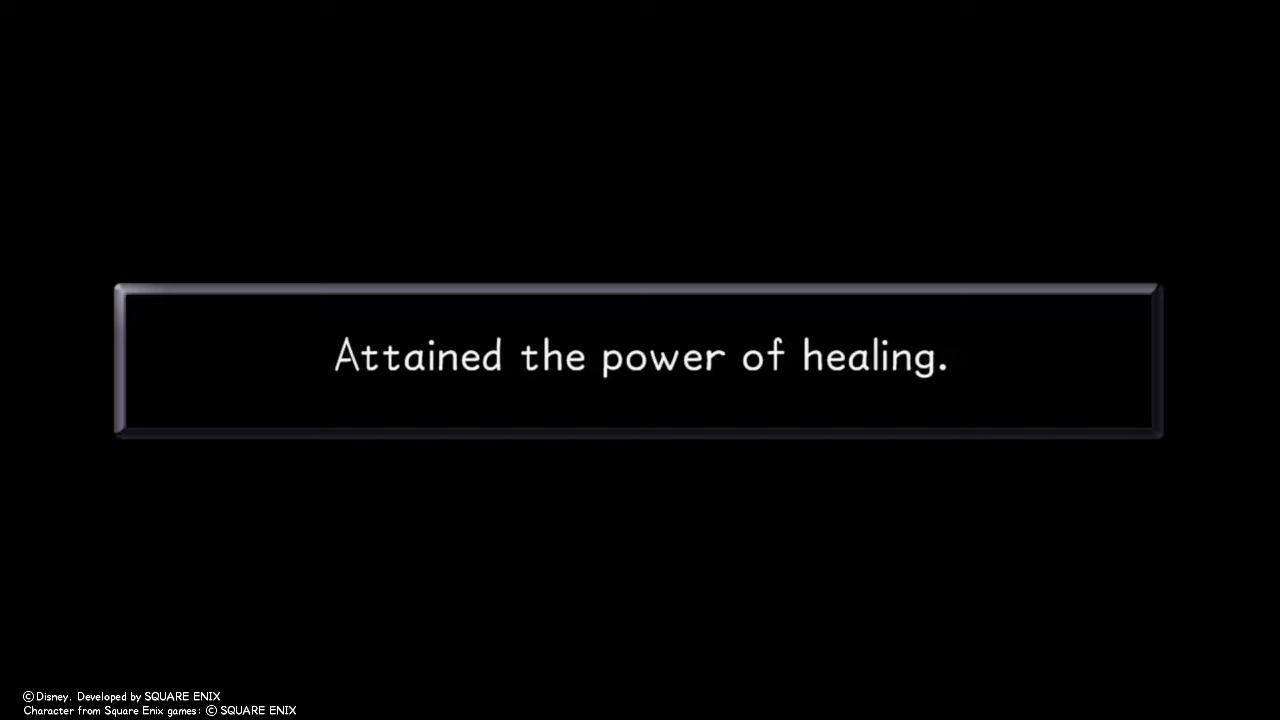 Attained the power of healing.
©Disney. Developed by SQUARE ENIX
Character from Square Enix games: © SQUARE ENIX